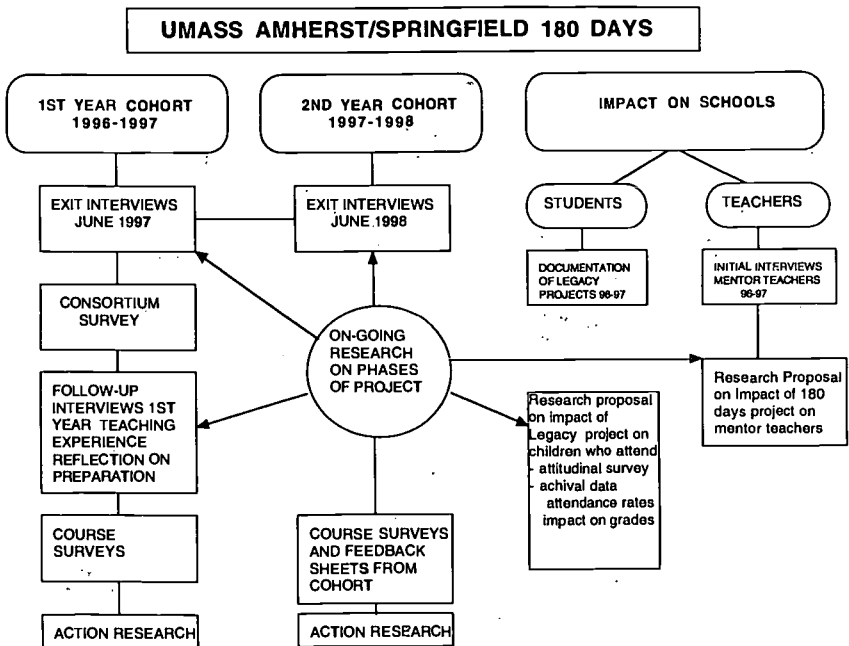 UMASS AMHERST/SPRINGFIELD 180 DAYS
1ST YEAR COHORT
1996-1997
2ND YEAR COHORT
1997-1998
IMPACT ON SCHOOLS
EXIT INTERVIEWS
JUNE 1997
EXIT INTERVIEWS
JUNE 1998
STUDENTS
TEACHERS
DOCUMENTATION
OF LEGACY
PROJECTS 96-97
INITIAL INTERVIEWS
MENTOR TEACHERS
96-97
CONSORTIUM
SURVEY
ON-GOING
RESEARCH
ON PHASES
OF PROJECT
FOLLOW-UP
INTERVIEWS 1ST
YEAR TEACHING
EXPERIENCE
REFLECTION ON
PREPARATION
Research proposal
on impact of
Legacy project on
children who attend
- attitudinal survey
- achival data
attendance rates
impact on grades
Research Proposal
on Impact of 180
days project on
mentor teachers
COURSE
SURVEYS
COURSE SURVEYS
AND FEEDBACK
SHEETS FROM
COHORT
ACTION RESEARCH
ACTION RESEARCH